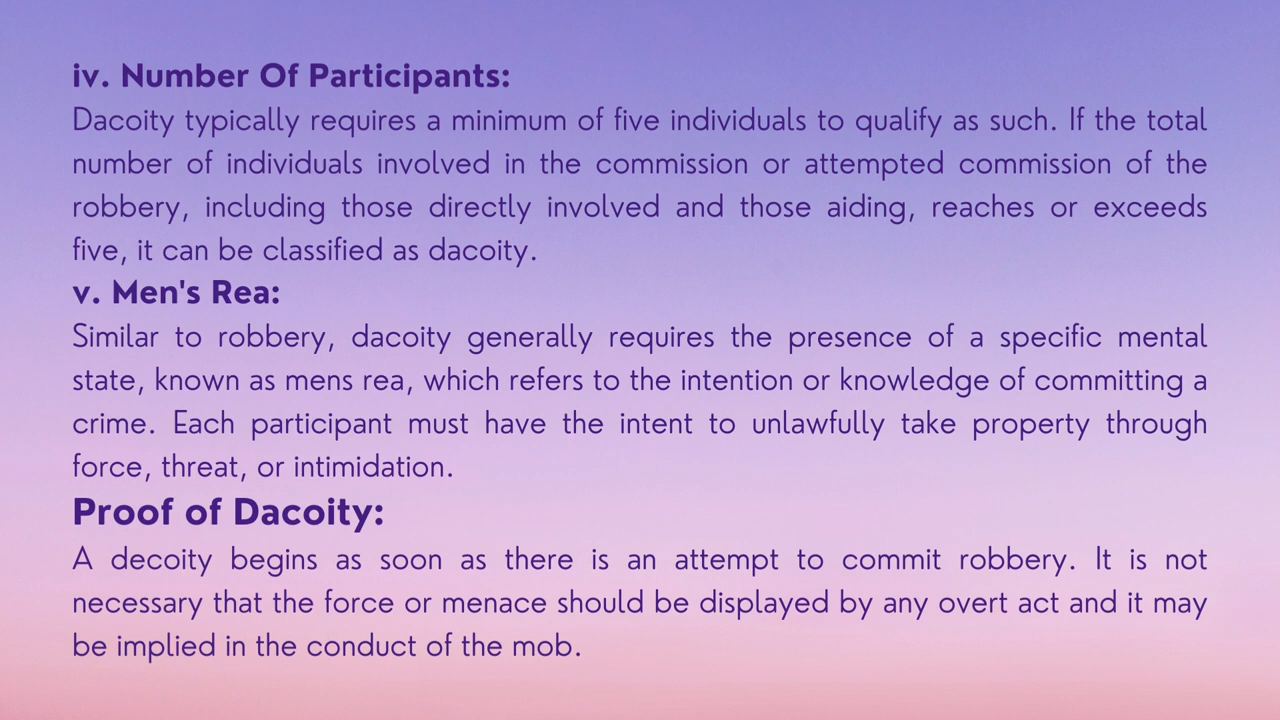 iv. Number Of Participants:
Dacoity typically requires a minimum of five individuals to qualify as such. If the total
number of individuals involved in the commission or attempted commission of the
robbery, including those directly involved and those aiding, reaches or exceeds
five, it can be classified as dacoity.
v. Men's Rea:
Similar to robbery, dacoity generally requires the presence of a specific mental
state, known as mens rea, which refers to the intention or knowledge of committing a
crime. Each participant must have the intent to unlawfully take property through
force, threat, or intimidation.
Proof of Dacoity:
A decoity begins as soon as there is an attempt to commit robbery. It is not
necessary that the force or menace should be displayed by any overt act and it may
be implied in the conduct of the mob.